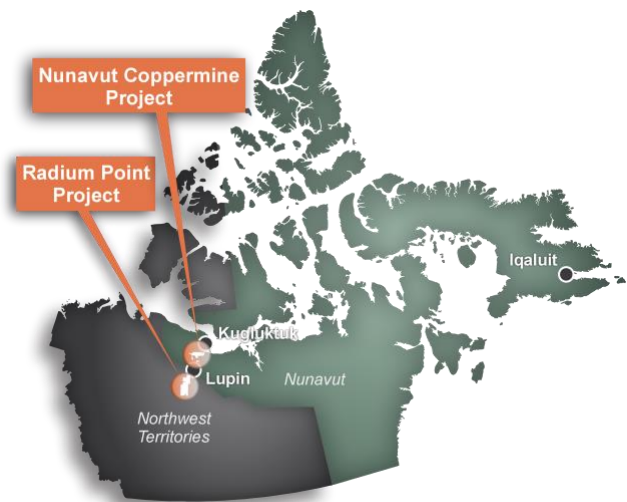 Nunavut Coppermine
Project
Radium Point
Project
Iqaluit
Kugluktuk
Lupin
Nunavut
Northwest
Territories